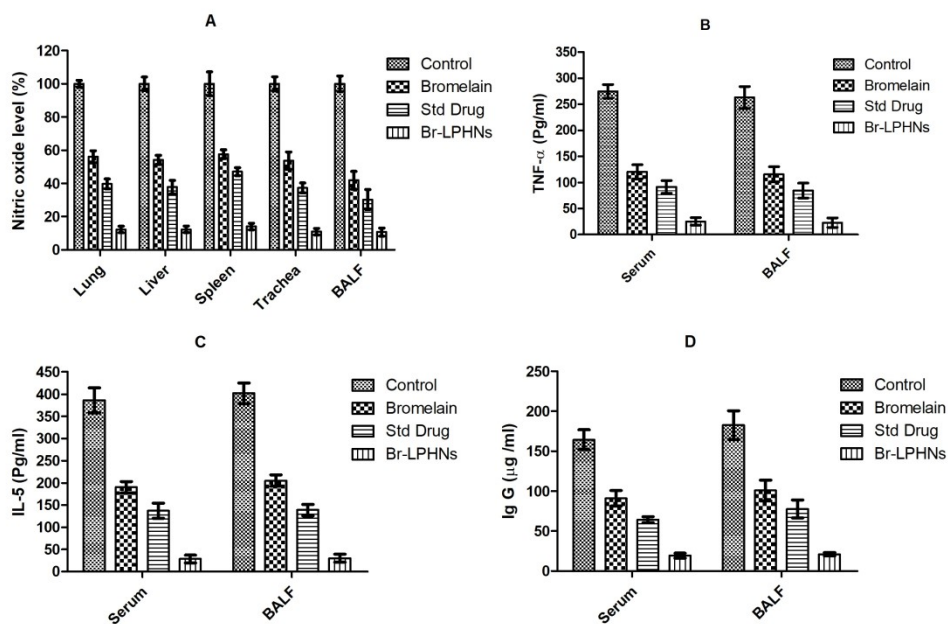 A
Nitric oxide level (%)
120
100
80
60
40
20
0
Lung
Liver
Spleen
Trachea
BALF
Control
Bromelain
Std Drug
Br-LPHNs
B
TNF-α (Pg/ml)
350
300
250
200
150
100
50
0
Serum
BALF
Control
Bromelain
Std Drug
Br-LPHNs
C
IL-5 (Pg/ml)
450
400
350
300
250
200
150
100
50
0
Serum
BALF
Control
Bromelain
Std Drug
Br-LPHNs
D
Ig G (μg /ml)
250
200
150
100
50
0
Serum
BALF
Control
Bromelain
Std Drug
Br-LPHNs